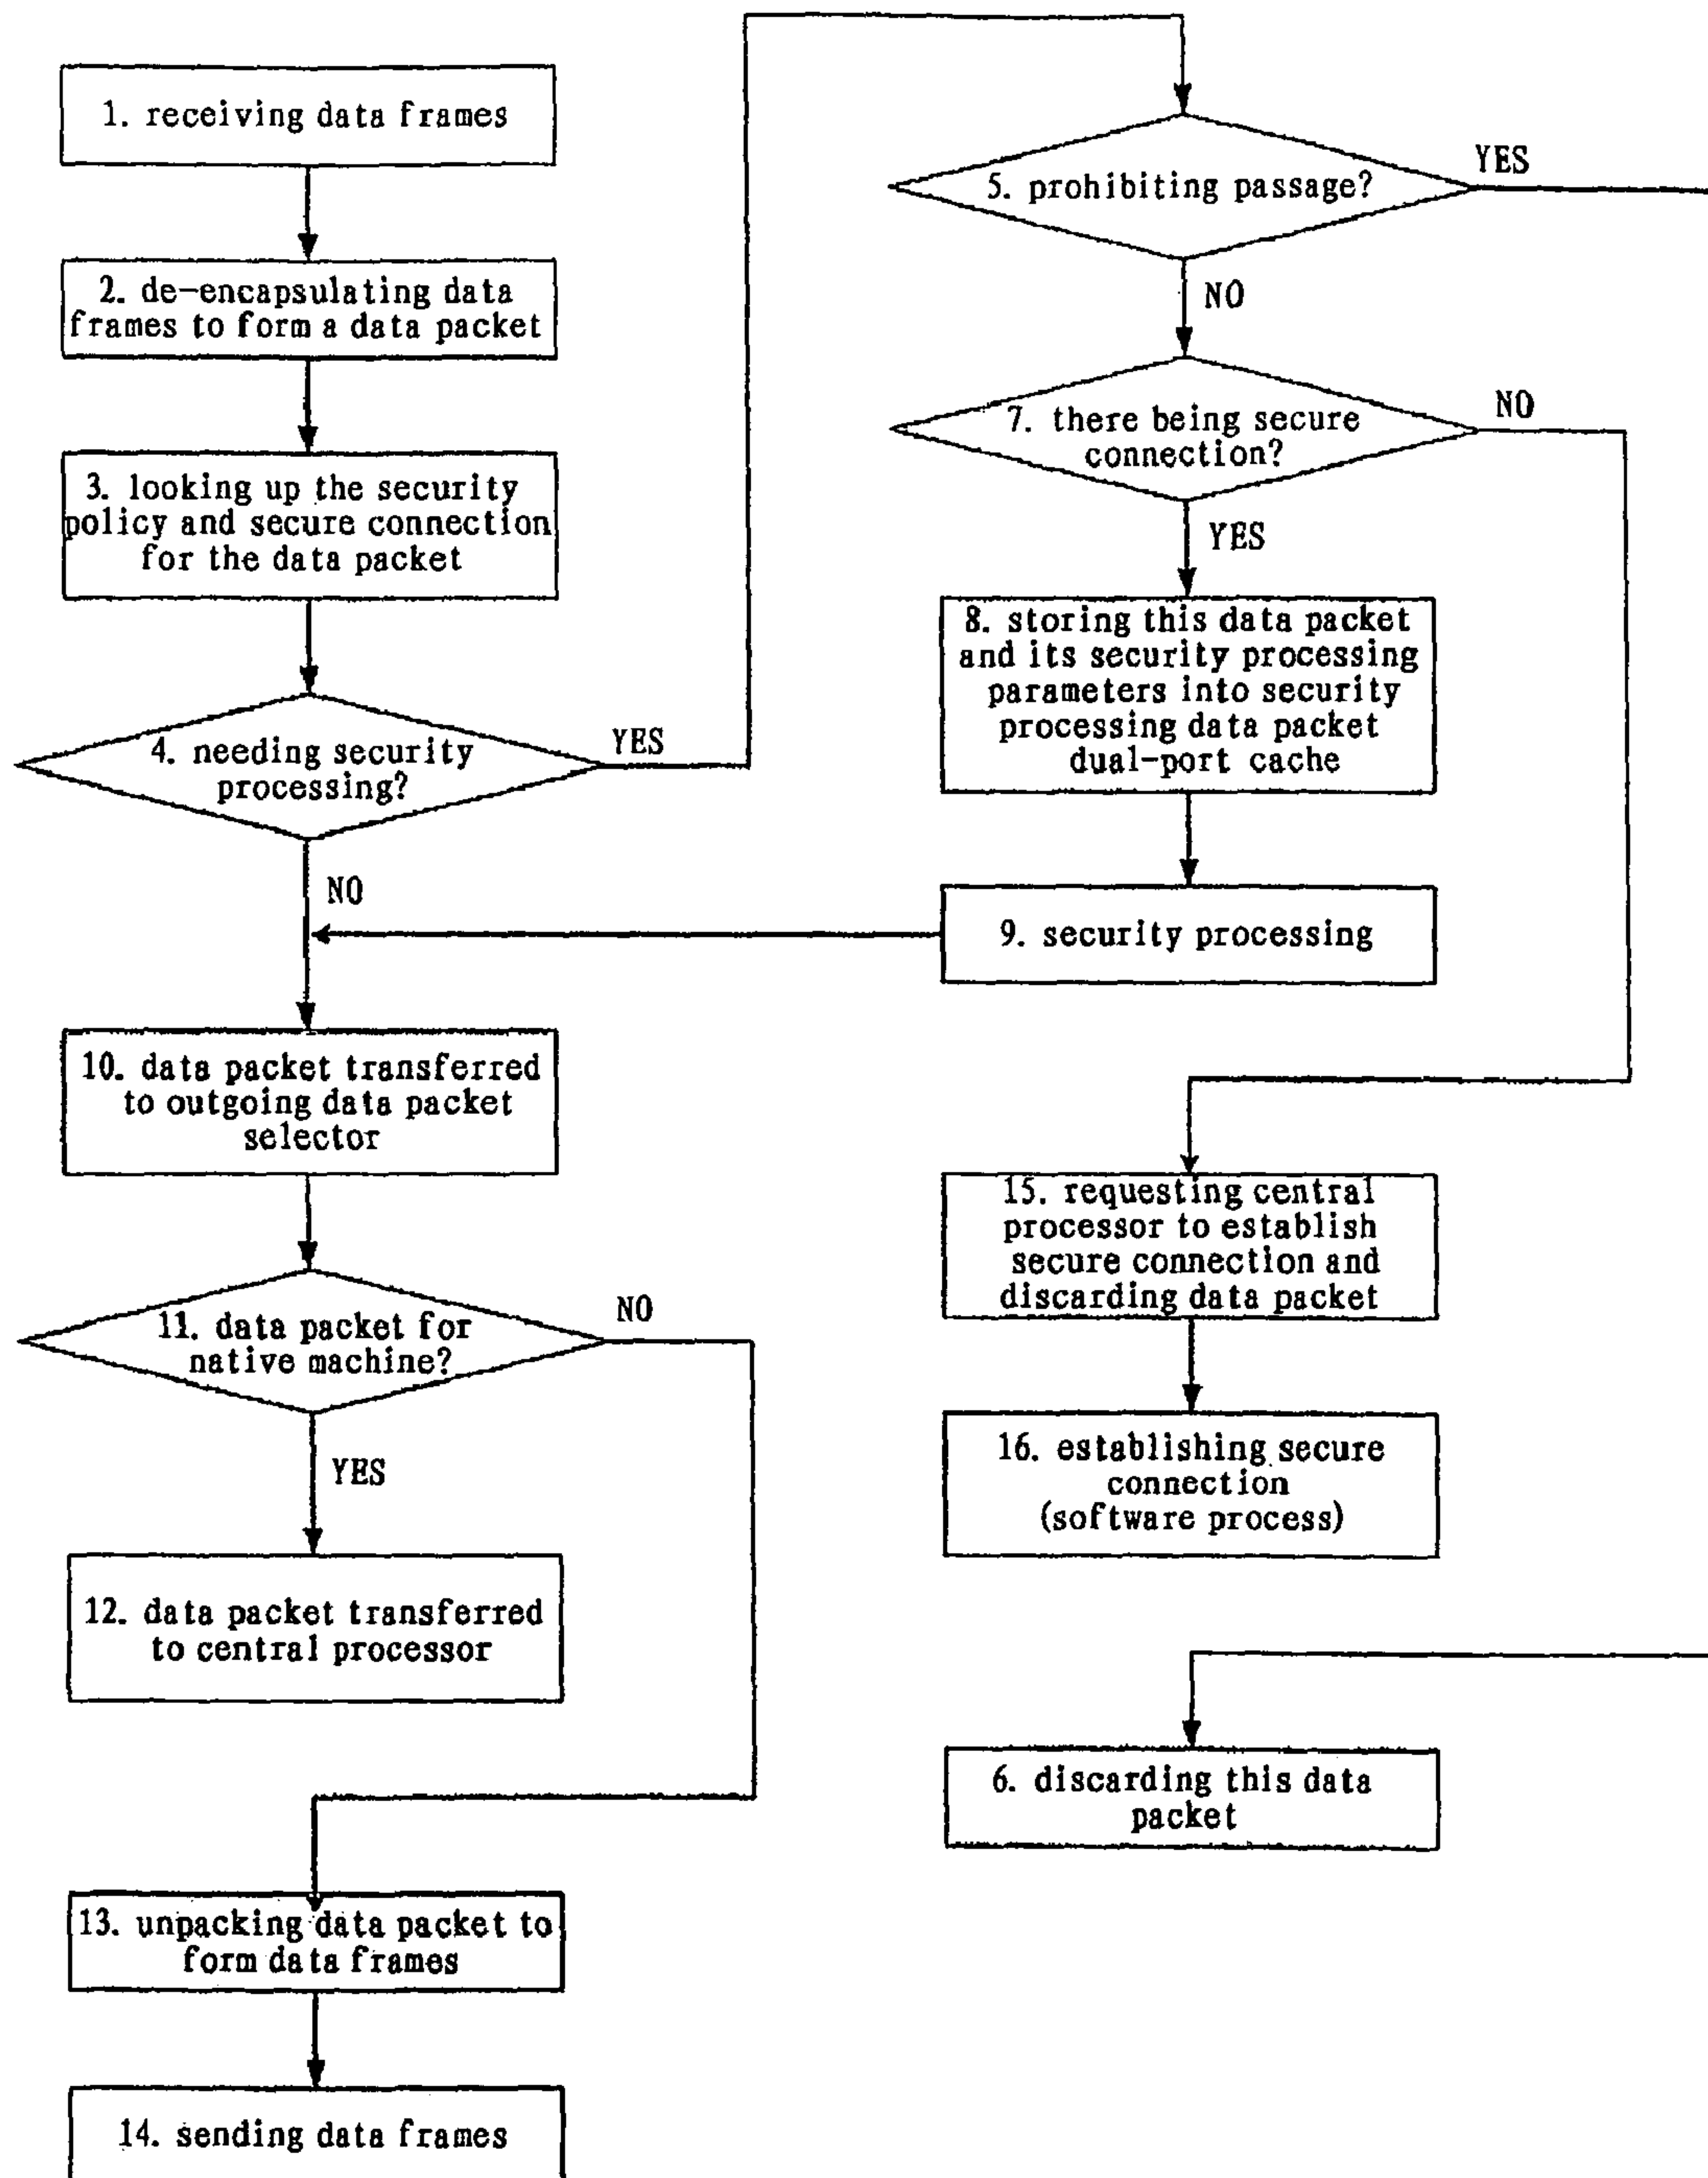 1. receiving data frames
2. de-encapsulating data
frames to form a data packet
3. looking up the security
policy and secure connection
for the data packet
4. needing security
processing?
YES
NO
5. prohibiting passage?
YES
NO
7. there being secure
connection?
NO
YES
8. storing this data packet
and its security processing
parameters into security
processing data packet
dual-port cache
9. security processing
10. data packet transferred
to outgoing data packet
selector
11. data packet for
native machine?
NO
YES
12. data packet transferred
to central processor
13. unpacking data packet to
form data frames
14. sending data frames
15. requesting central
processor to establish
secure connection and
discarding data packet
16. establishing secure
connection
(software process)
6. discarding this data
packet